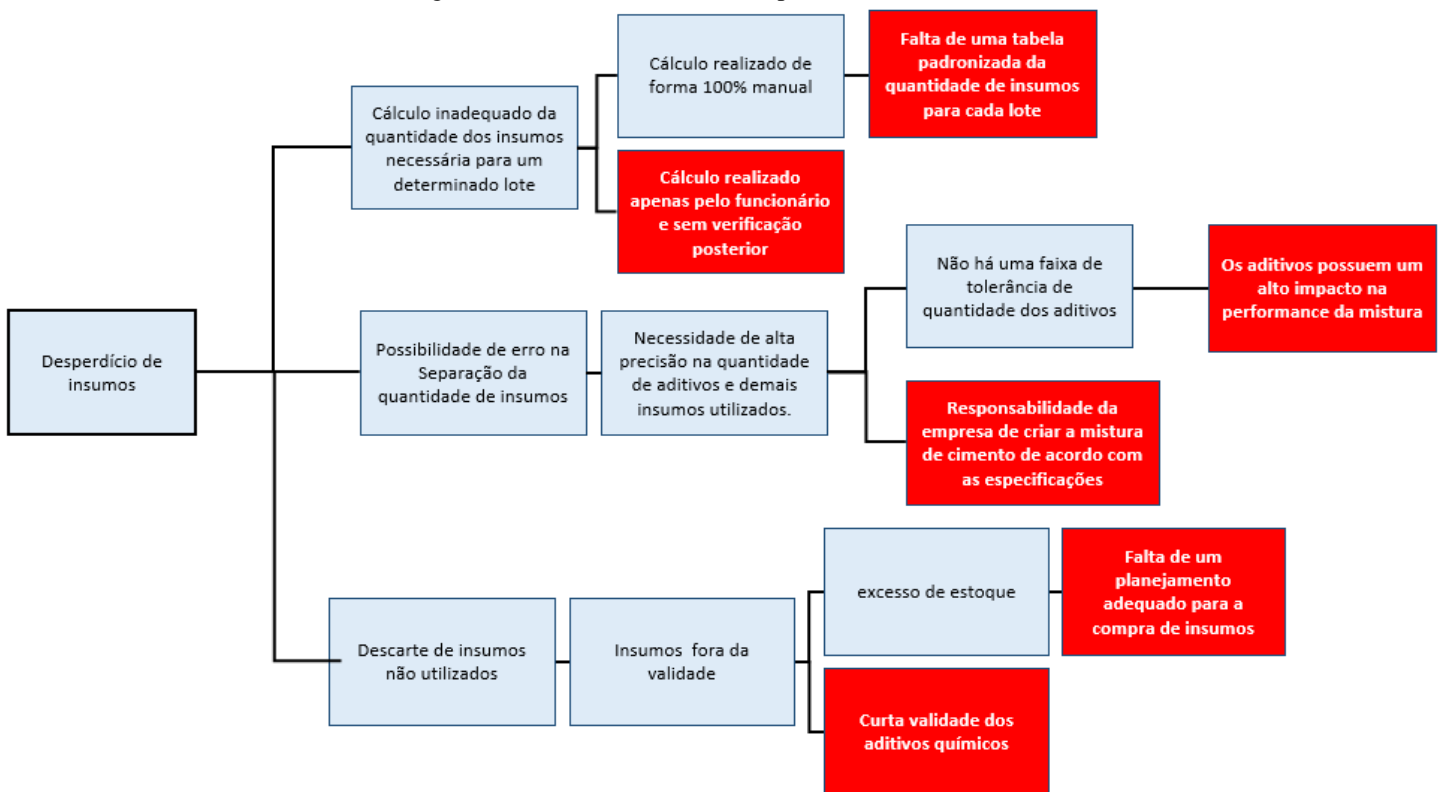 Cálculo realizado de
forma 100% manual
Falta de uma tabela
padronizada da
quantidade de insumos
para cada lote
Cálculo inadequado da
quantidade dos insumos
necessária para um
determinado lote
Cálculo realizado
apenas pelo funcionário
e sem verificação
posterior
Não há uma faixa de
tolerância de
quantidade dos aditivos
Os aditivos possuem um
alto impacto na
performance da mistura
Desperdício de
insumos
Possibilidade de erro na
Separação da
quantidade de insumos
Necessidade de alta
precisão na quantidade
de aditivos e demais
insumos utilizados.
Responsabilidade da
empresa de criar a mistura
de cimento de acordo com
as especificações
excesso de estoque
Falta de um
planejamento
adequado para a
compra de insumos
Descarte de insumos
não utilizados
Insumos fora da
validade
Curta validade dos
aditivos químicos